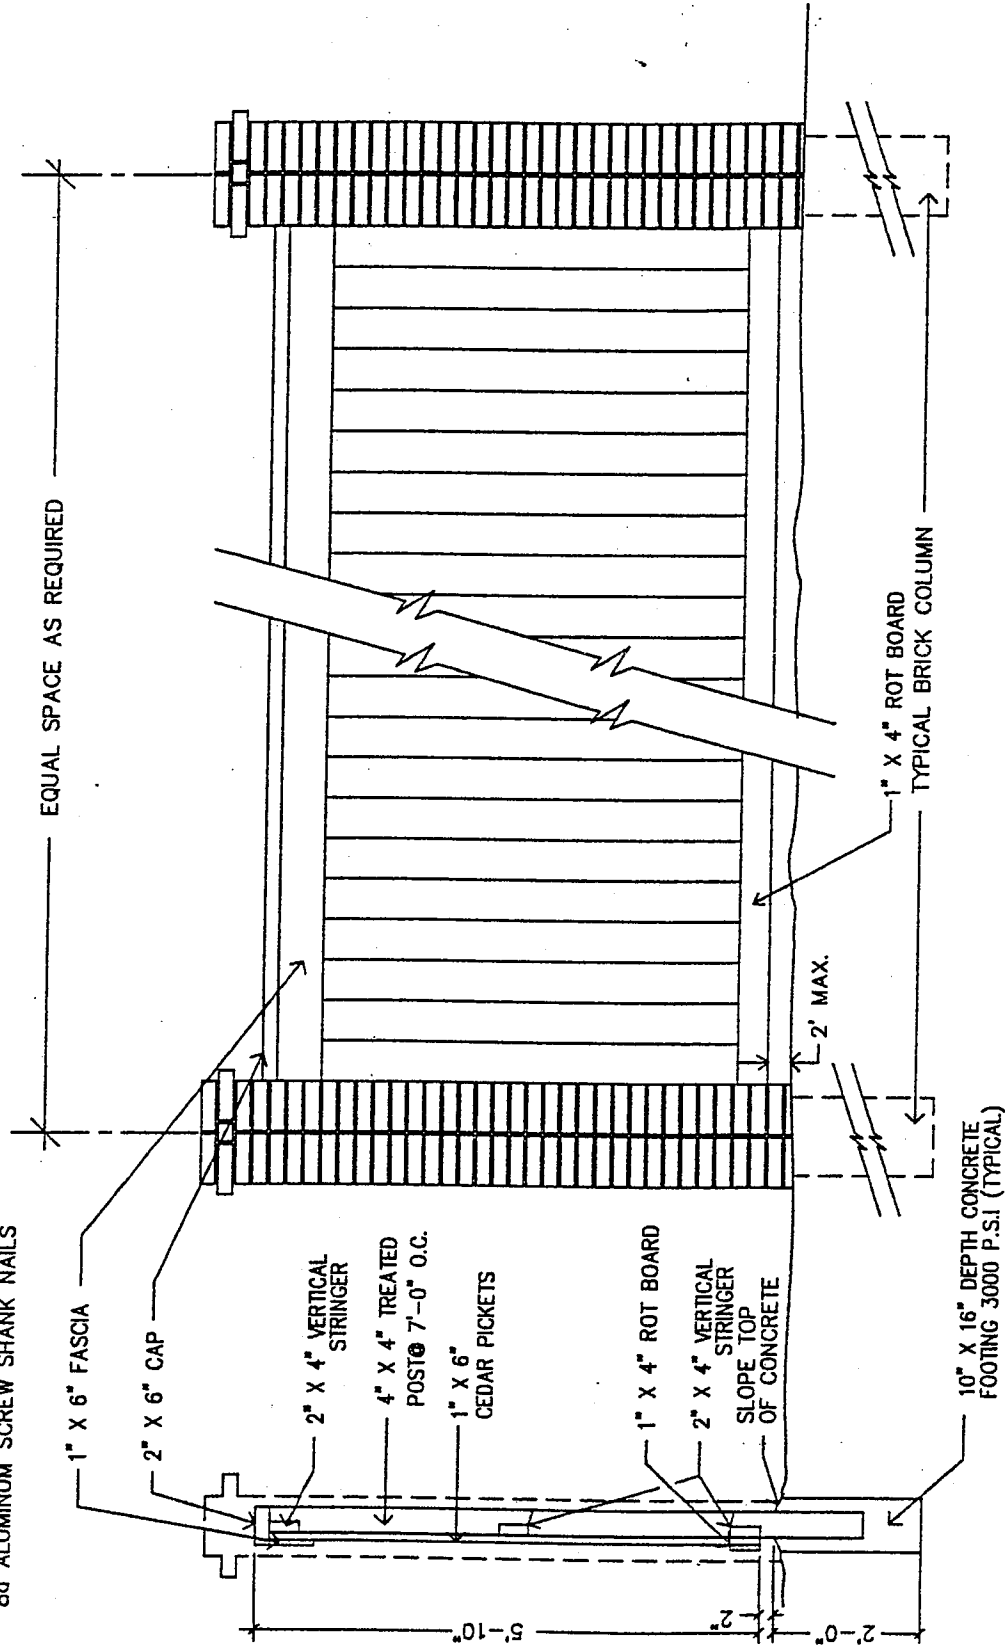 8d ALUMINUM SCREW SHANK NAILS
1" X 6" FASCIA
2" X 6" CAP
2" X 4" VERTICAL
STRINGER
4" X 4" TREATED
POST@ 7'-0" O.C.
1" X 6"
CEDAR PICKETS
1" X 4" ROT BOARD
2" X 4" VERTICAL
STRINGER
SLOPE TOP
OF CONCRETE
10" X 16" DEPTH CONCRETE
FOOTING 3000 P.S.I (TYPICAL)
5'-10"
2"
2'-0"
EQUAL SPACE AS REQUIRED
2' MAX.
1" X 4" ROT BOARD
TYPICAL BRICK COLUMN